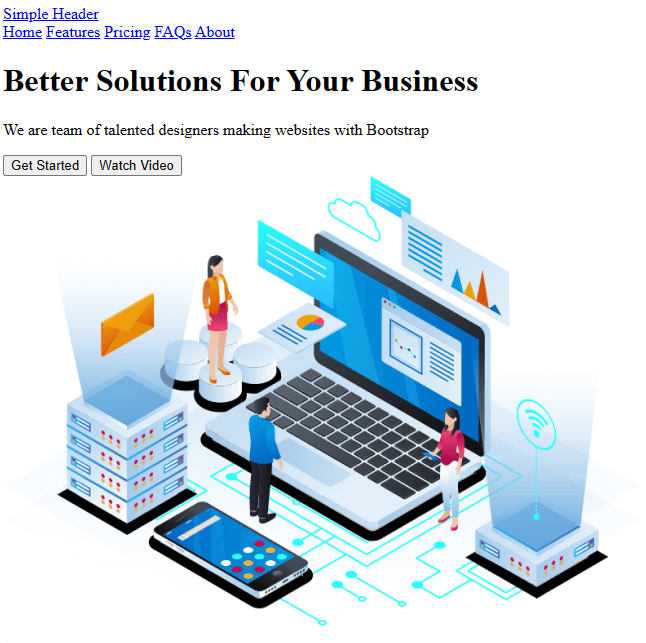 Simple Header
Home Features Pricing FAQs About
Better Solutions For Your Business
We are team of talented designers making websites with Bootstrap
Get Started Watch Video